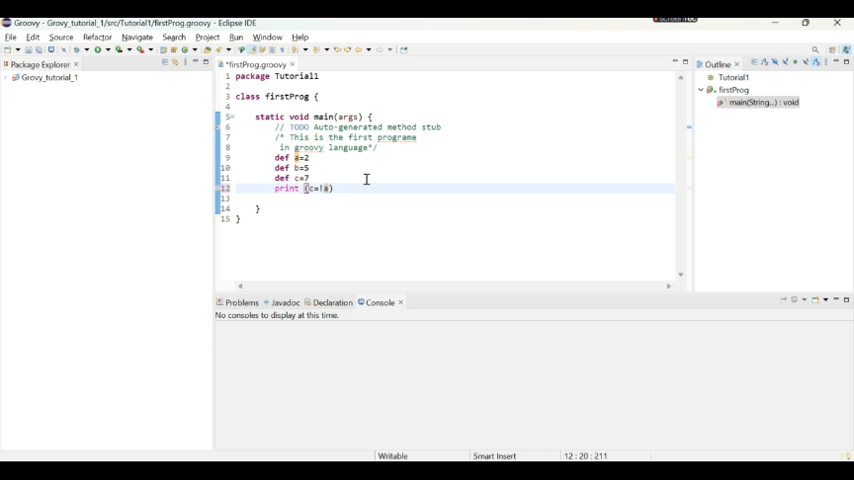 Groovy - Grovy_tutorial_1/src/Tutorial1/firstProg.groovy - Eclipse IDE
File Edit Source Refactor Navigate Search Project Run Window Help
Package Explorer
*firstProg.groovy
Outline
Grovy_tutorial_1
1 package Tutorial1
2
3 class firstProg {
4
5 static void main(args) {
6 // TODO Auto-generated method stub
7 /* This is the first programe
8 in groovy language*/
9 def a=2
10 def b=5
11 def c=7
12 print (c=!a)
13
14 }
15 }
Tutorial1
firstProg
main(String...) : void
Problems Javadoc Declaration Console
No consoles to display at this time.
Writable Smart Insert 12 : 20 : 211